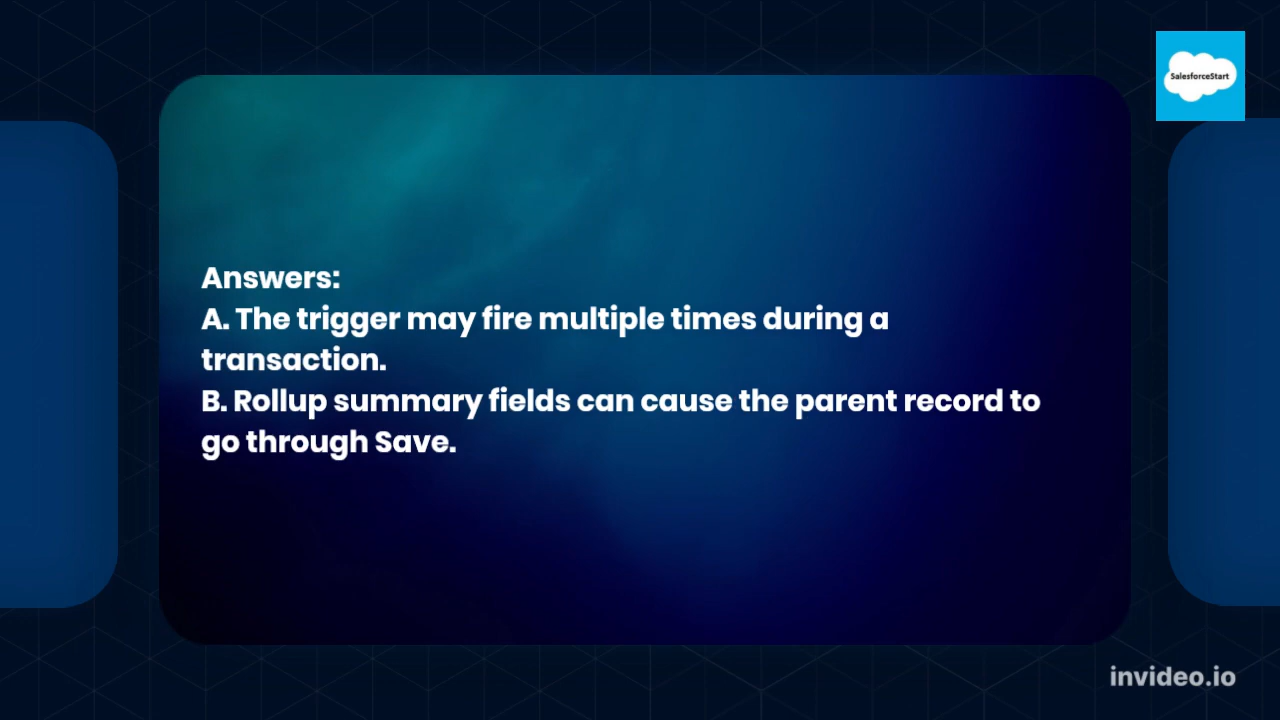 SalesforceStart
Answers:
A. The trigger may fire multiple times during a
transaction.
B. Rollup summary fields can cause the parent record to
go through Save.
invideo.io